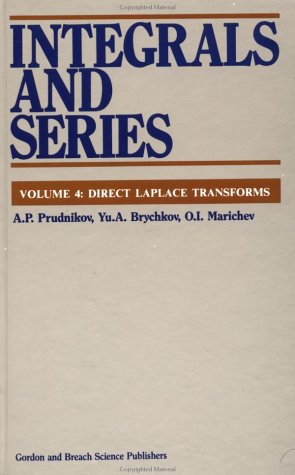 Copyrighted Material
INTEGRALS
AND
SERIES
VOLUME 4: DIRECT LAPLACE TRANSFORMS
A.P. Prudnikov, Yu.A. Brychkov, O.I. Marichev
Gordon and Breach Science Publishers
Copyrighted Material